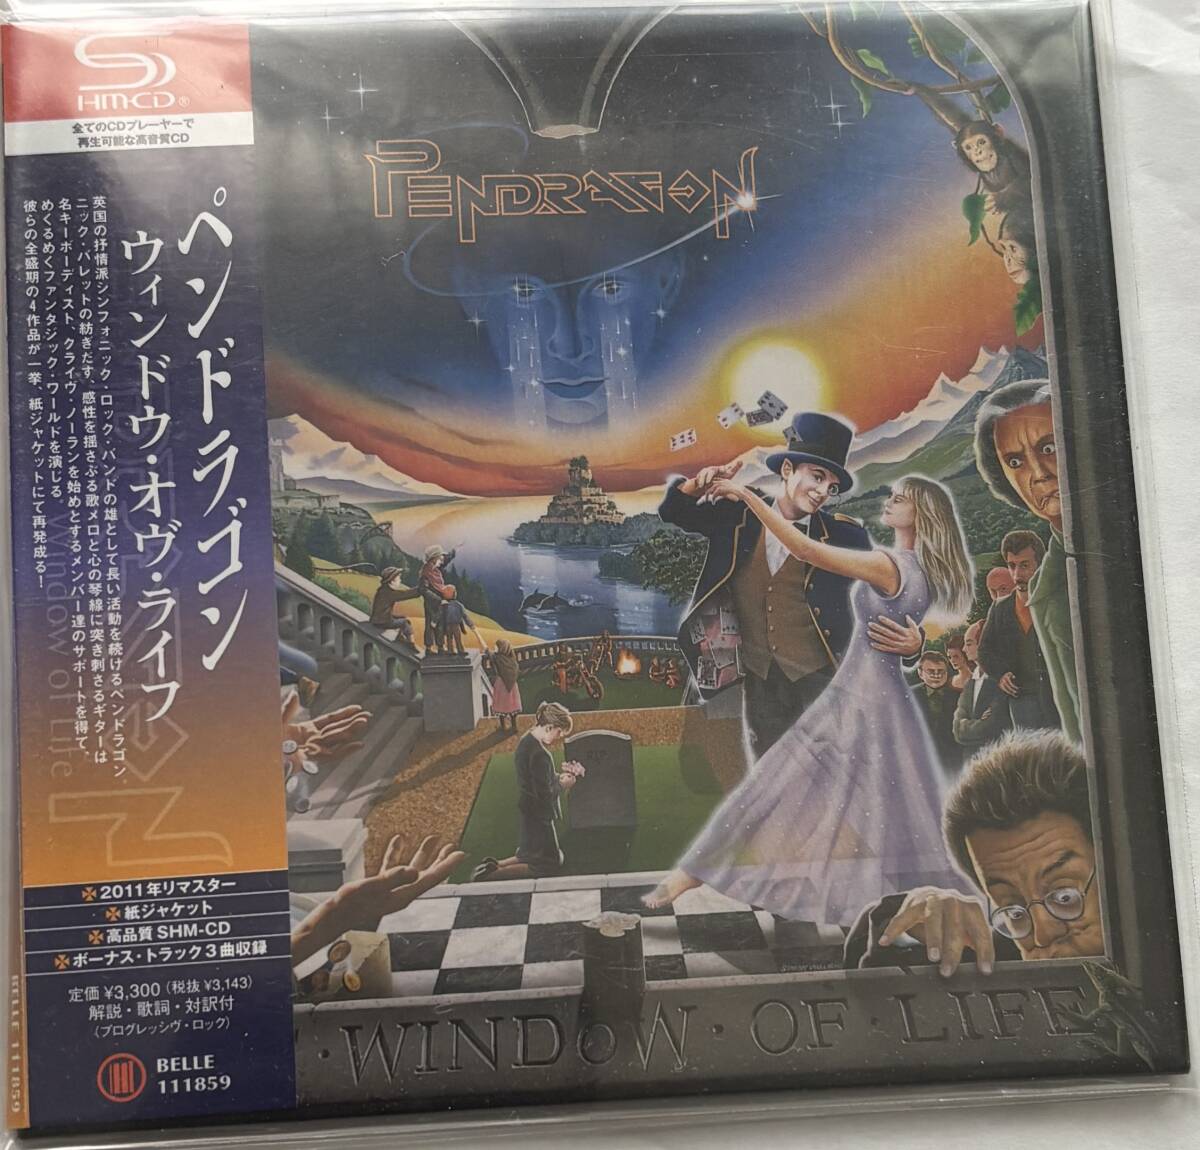 SHM-CD®
全てのCDプレーヤーで
再生可能な高音質CD
ペンドラゴン
ウィンドウ・オヴ・ライフ
英国の抒情派シンフォニック・ロック・バンドの雄として長い活動を続けるペンドラゴン。
ニック・バレットの紡ぎだす、感性を揺さぶる歌メロと心の琴線に突き刺さるギターは
名キーボーディスト、クライヴ・ノーランを始めとするメンバー達のサポートを得て、
めくるめくファンタジック・ワールドを演じる。
彼らの全盛期の4作品が一挙、紙ジャケットにて再発成る！
Window of Life
2011年リマスター
紙ジャケット
高品質 SHM-CD
ボーナス・トラック3曲収録
定価 ¥3,300（税抜 ¥3,143）
解説・歌詞・対訳付
（プログレッシヴ・ロック）
BELLE
111859
BELLE 111859
PENDRAGON
R.I.P.
· WINDOW · OF · LIFE